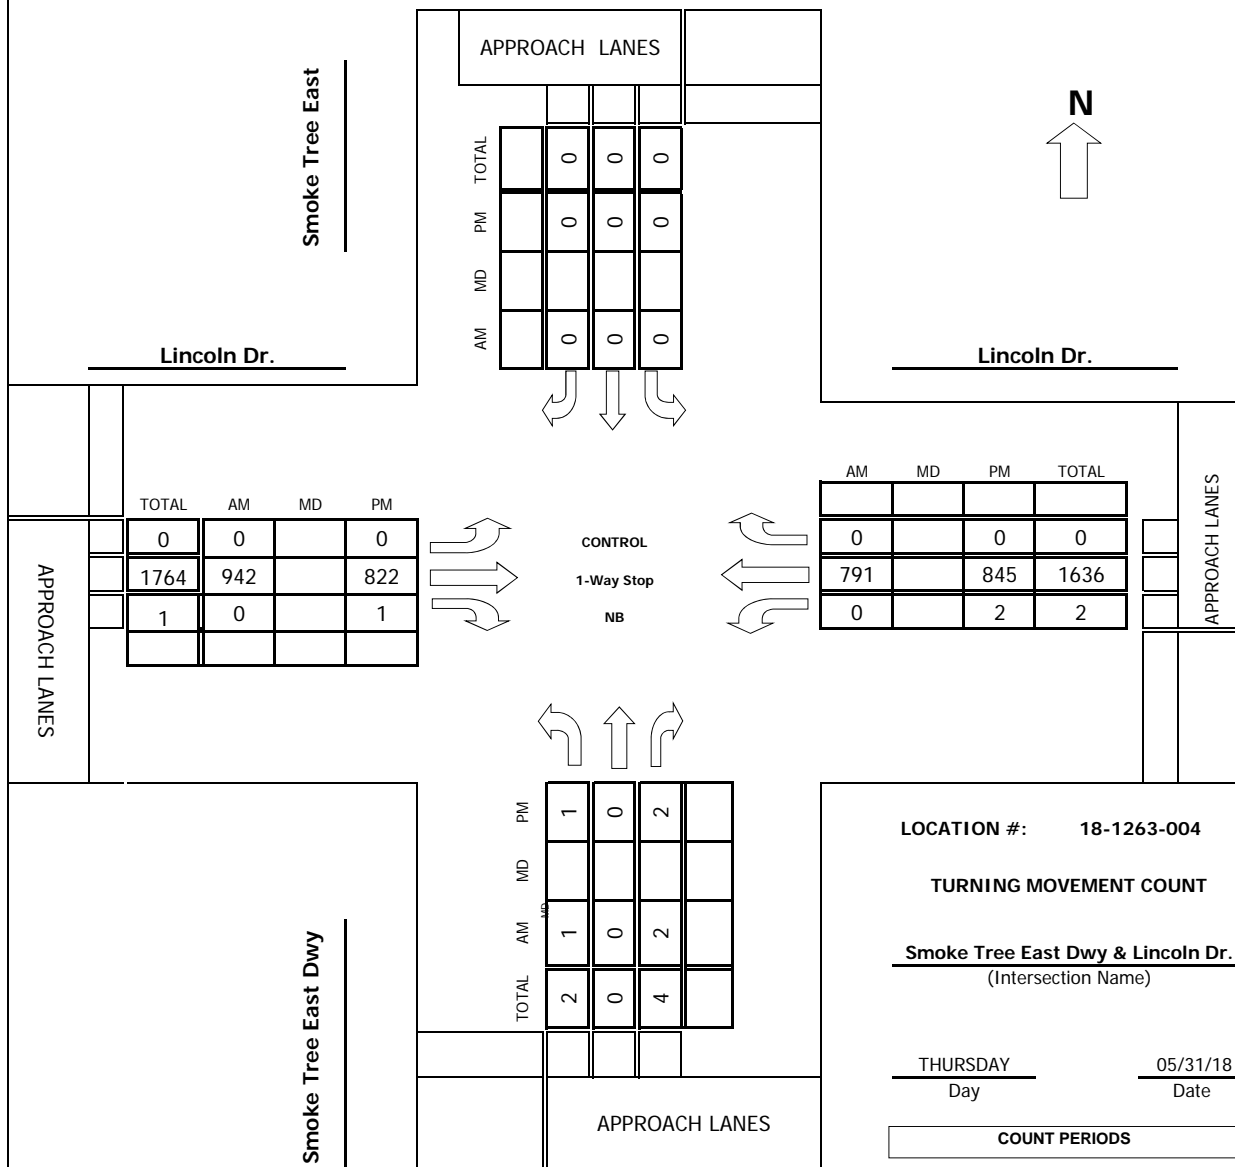 APPROACH LANES
Smoke Tree East
N
TOTAL 0 0 0
PM 0 0 0
MD
AM 0 0 0
Lincoln Dr.
Lincoln Dr.
TOTAL AM MD PM
0 0 0
1764 942 822
1 0 1
APPROACH LANES
CONTROL
1-Way Stop
NB
AM MD PM TOTAL
0 0 0
791 845 1636
0 2 2
APPROACH LANES
PM 1 0 2
MD
AM MD 1 0 2
TOTAL 2 0 4
Smoke Tree East Dwy
APPROACH LANES
LOCATION #: 18-1263-004
TURNING MOVEMENT COUNT
Smoke Tree East Dwy & Lincoln Dr.
(Intersection Name)
THURSDAY 05/31/18
Day Date
COUNT PERIODS